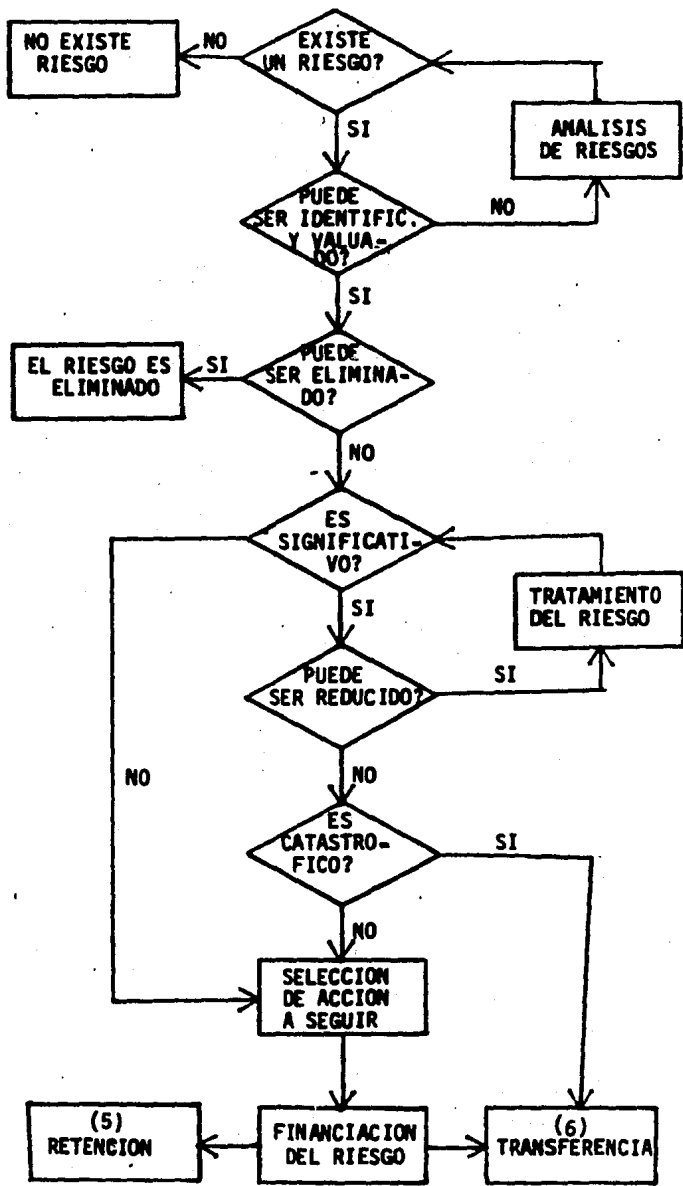 NO EXISTE
RIESGO
NO
EXISTE
UN RIESGO?
SI
ANALISIS
DE RIESGOS
PUEDE
SER IDENTIFIC.
Y VALUA-
DO?
NO
SI
EL RIESGO ES
ELIMINADO
SI
PUEDE
SER ELIMINA-
DO?
NO
ES
SIGNIFICATI-
VO?
SI
TRATAMIENTO
DEL RIESGO
PUEDE
SER REDUCIDO?
SI
NO
NO
ES
CATASTRO-
FICO?
SI
NO
SELECCION
DE ACCION
A SEGUIR
(5)
RETENCION
FINANCIACION
DEL RIESGO
(6)
TRANSFERENCIA